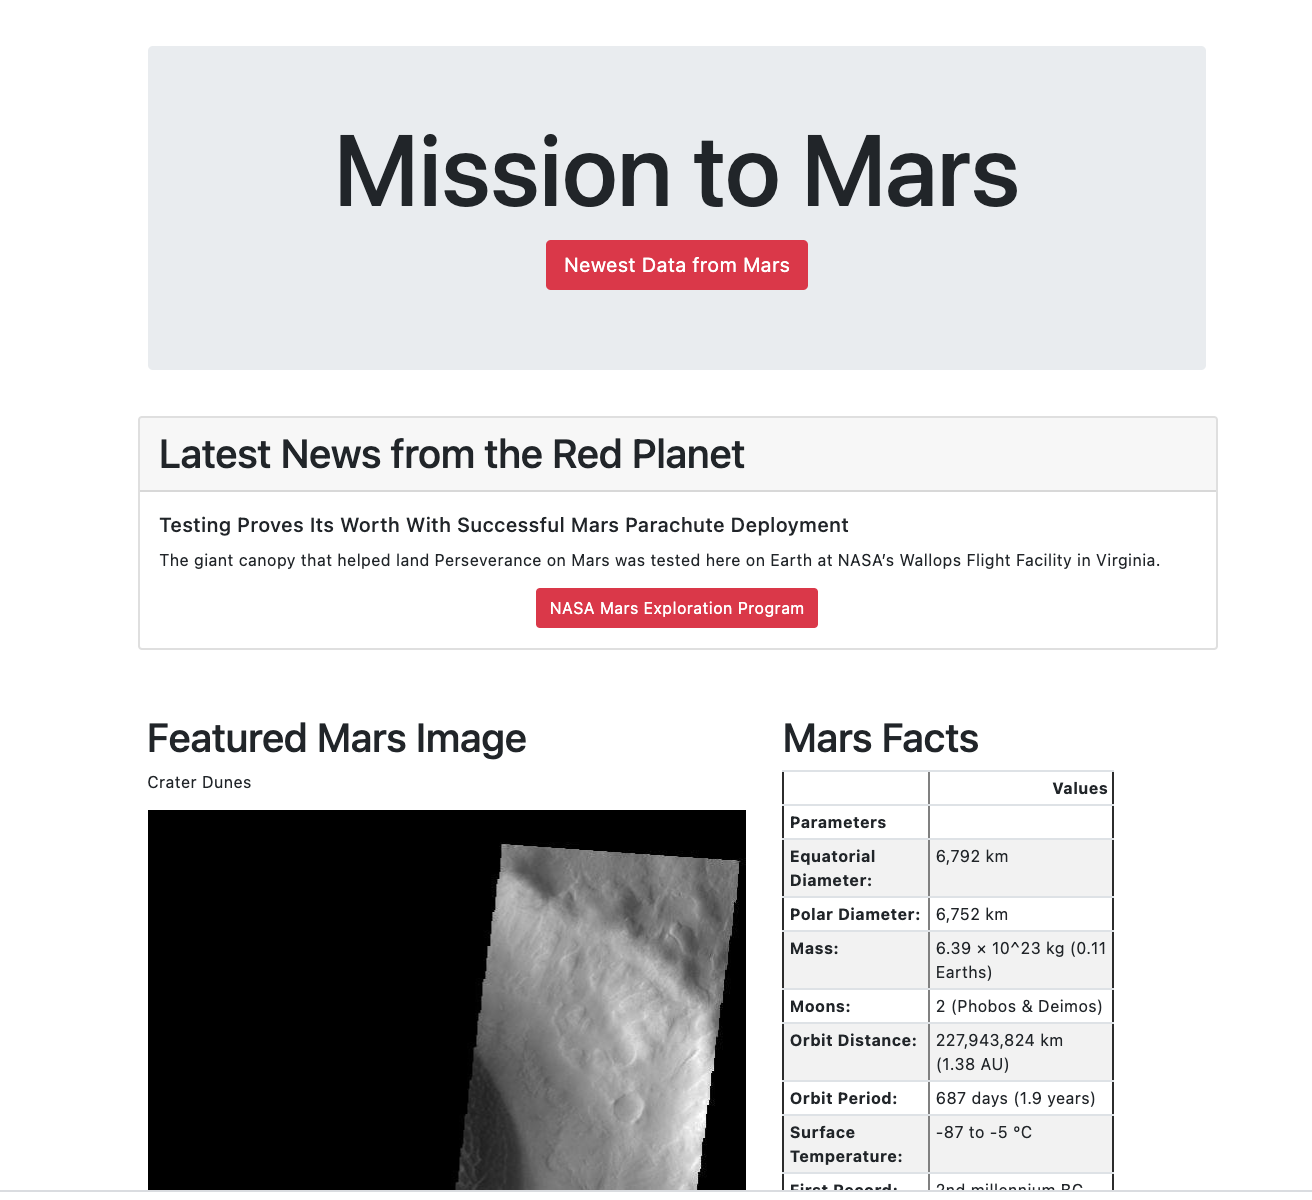 Mission to Mars
Newest Data from Mars
Latest News from the Red Planet
Testing Proves Its Worth With Successful Mars Parachute Deployment
The giant canopy that helped land Perseverance on Mars was tested here on Earth at NASA’s Wallops Flight Facility in Virginia.
NASA Mars Exploration Program
Featured Mars Image
Crater Dunes
Mars Facts
Values
Parameters
Equatorial Diameter: 6,792 km
Polar Diameter: 6,752 km
Mass: 6.39 × 10^23 kg (0.11 Earths)
Moons: 2 (Phobos & Deimos)
Orbit Distance: 227,943,824 km (1.38 AU)
Orbit Period: 687 days (1.9 years)
Surface Temperature: -87 to -5 °C
First Record: 2nd millennium BC